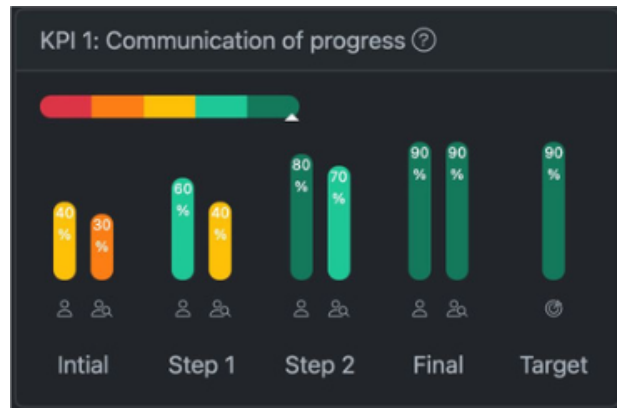 KPI 1: Communication of progress ?
40 % 30 % 60 % 40 % 80 % 70 % 90 % 90 % 90 %
Intial Step 1 Step 2 Final Target